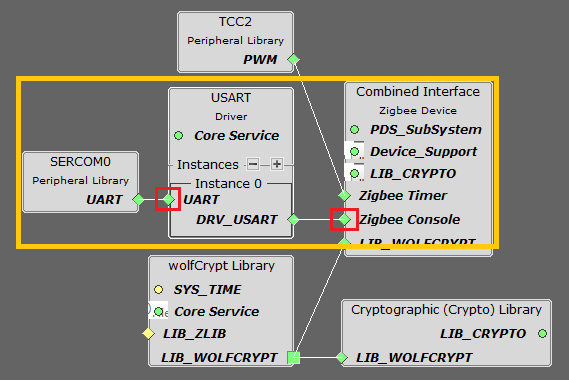 TCC2
Peripheral Library
PWM
USART
Driver
Core Service
Instances
Instance 0
UART
DRV_USART
SERCOM0
Peripheral Library
UART
Combined Interface
Zigbee Device
PDS_SubSystem
Device_Support
LIB_CRYPTO
Zigbee Timer
Zigbee Console
LIB_WOLFCRYPT
wolfCrypt Library
SYS_TIME
Core Service
LIB_ZLIB
LIB_WOLFCRYPT
Cryptographic (Crypto) Library
LIB_CRYPTO
LIB_WOLFCRYPT